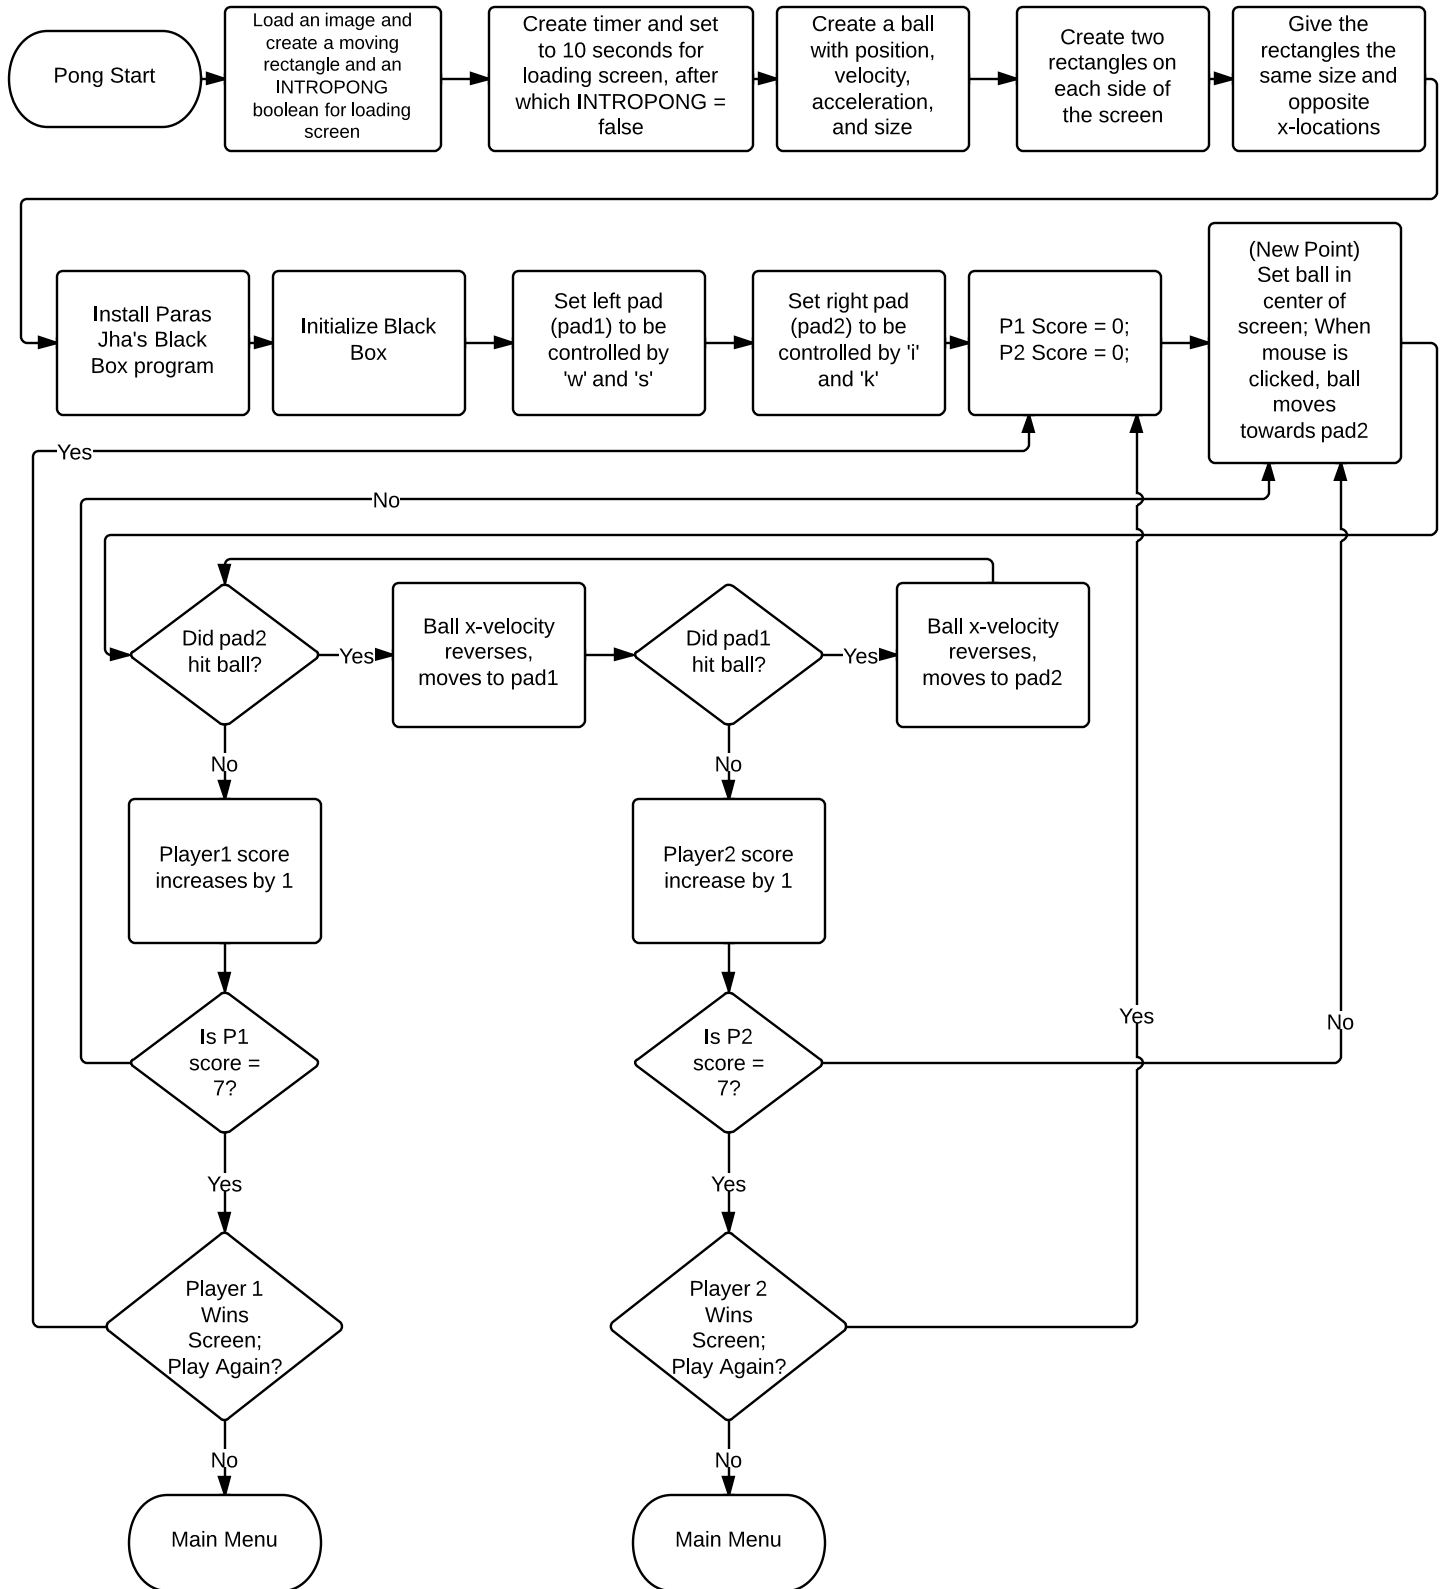 Pong Start
Load an image and
create a moving
rectangle and an
INTROPONG
boolean for loading
screen
Create timer and set
to 10 seconds for
loading screen, after
which INTROPONG =
false
Create a ball
with position,
velocity,
acceleration,
and size
Create two
rectangles on
each side of
the screen
Give the
rectangles the
same size and
opposite
x-locations
Install Paras
Jha's Black
Box program
Initialize Black
Box
Set left pad
(pad1) to be
controlled by
'w' and 's'
Set right pad
(pad2) to be
controlled by 'i'
and 'k'
P1 Score = 0;
P2 Score = 0;
(New Point)
Set ball in
center of
screen; When
mouse is
clicked, ball
moves
towards pad2
Yes
No
Did pad2
hit ball?
Yes
Ball x-velocity
reverses,
moves to pad1
Did pad1
hit ball?
Yes
Ball x-velocity
reverses,
moves to pad2
No
No
Player1 score
increases by 1
Player2 score
increase by 1
Is P1
score =
7?
Is P2
score =
7?
Yes
No
Yes
Yes
Player 1
Wins
Screen;
Play Again?
Player 2
Wins
Screen;
Play Again?
No
No
Main Menu
Main Menu